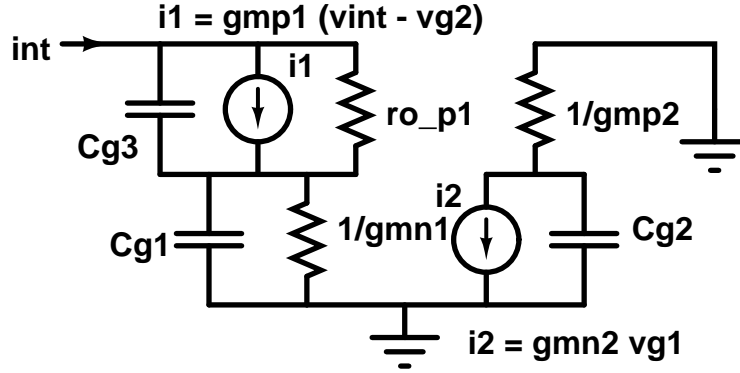 i1 = gmp1 (vint - vg2)
int
i1
ro_p1
1/gmp2
Cg3
i2
Cg1
1/gmn1
Cg2
i2 = gmn2 vg1